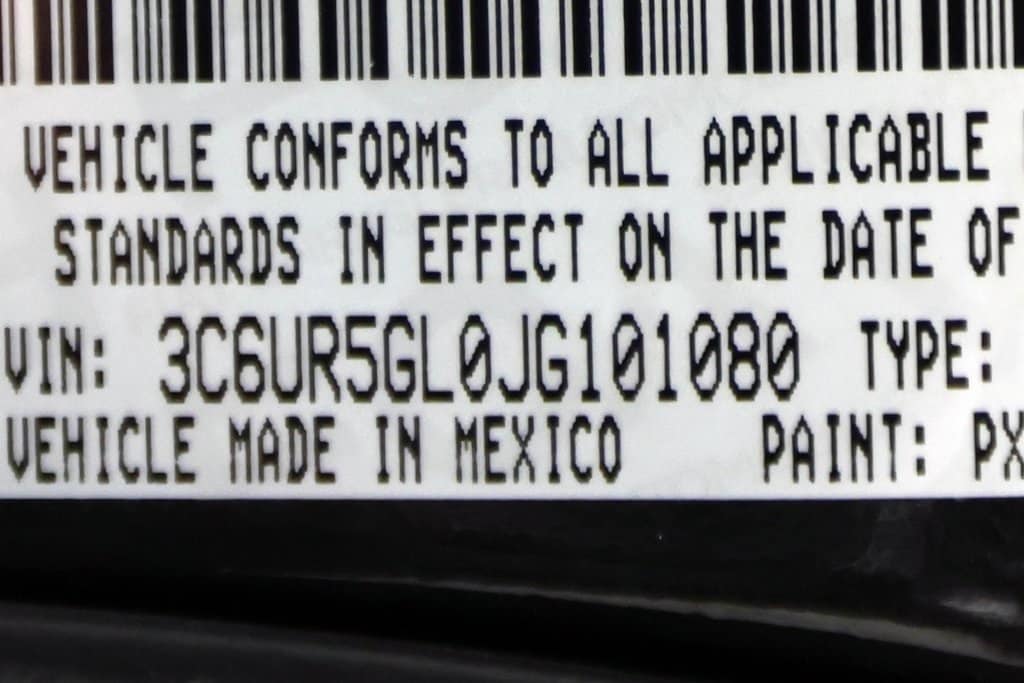 VEHICLE CONFORMS TO ALL APPLICABLE
STANDARDS IN EFFECT ON THE DATE OF
VIN: 3C6UR5GL0JG101080 TYPE:
VEHICLE MADE IN MEXICO PAINT: PX